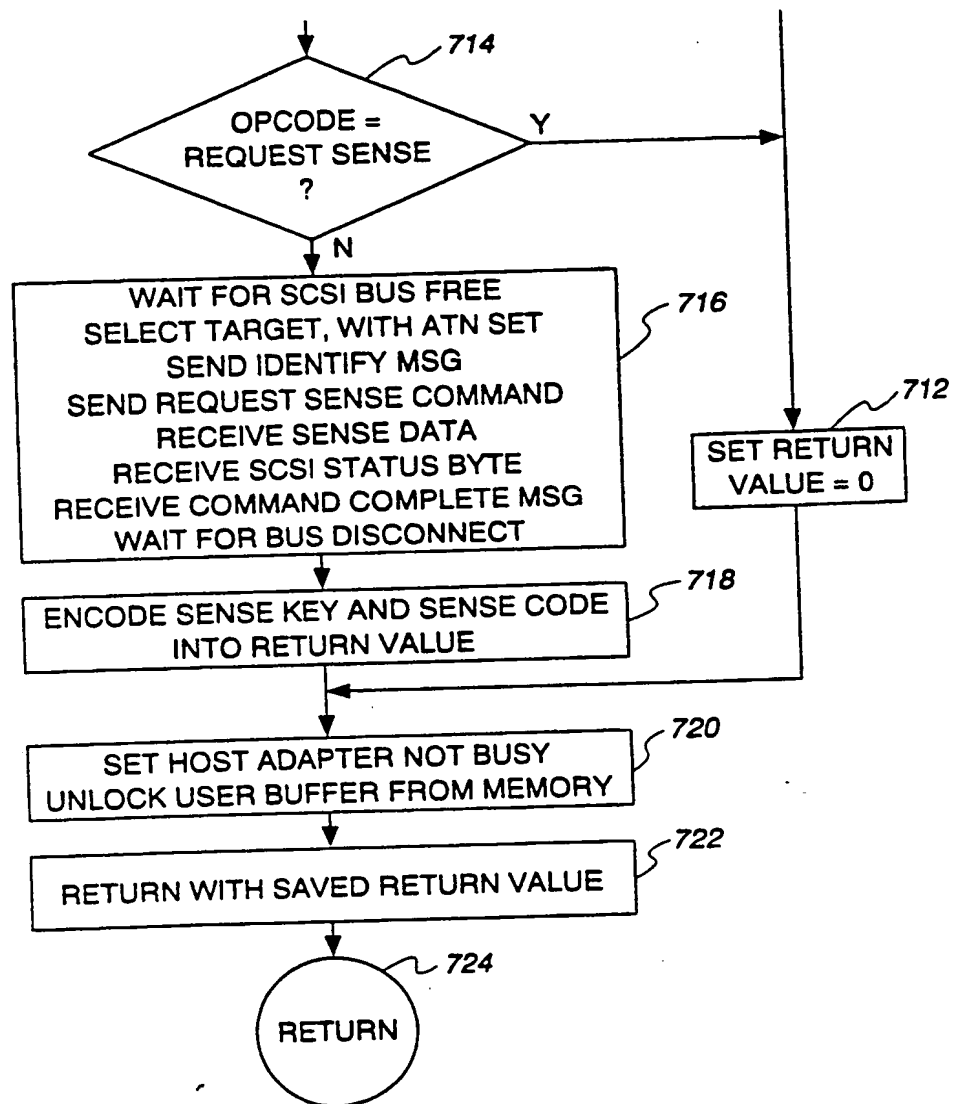 714
OPCODE =
REQUEST SENSE
?
Y
N
WAIT FOR SCSI BUS FREE
SELECT TARGET, WITH ATN SET
SEND IDENTIFY MSG
SEND REQUEST SENSE COMMAND
RECEIVE SENSE DATA
RECEIVE SCSI STATUS BYTE
RECEIVE COMMAND COMPLETE MSG
WAIT FOR BUS DISCONNECT
716
712
SET RETURN
VALUE = 0
718
ENCODE SENSE KEY AND SENSE CODE
INTO RETURN VALUE
720
SET HOST ADAPTER NOT BUSY
UNLOCK USER BUFFER FROM MEMORY
722
RETURN WITH SAVED RETURN VALUE
724
RETURN